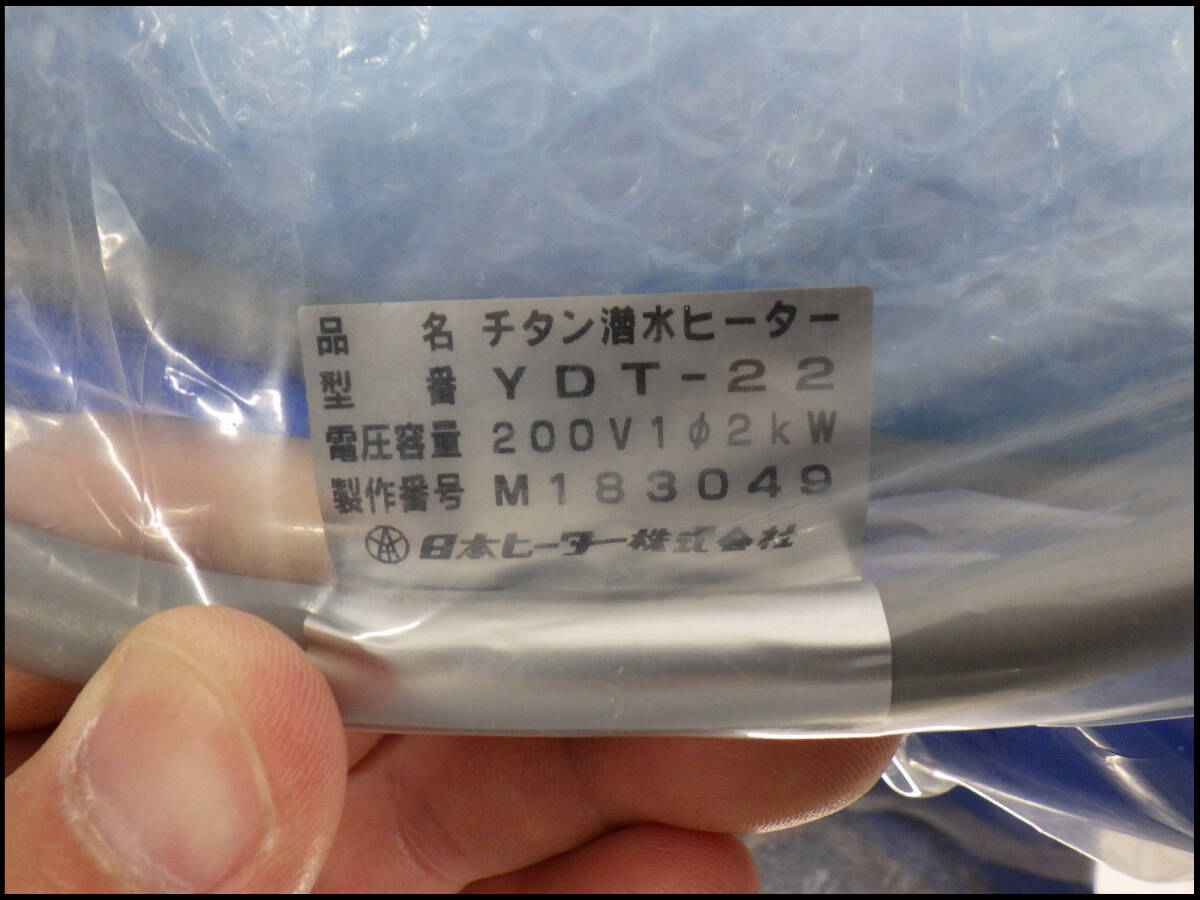 品 名 チタン潜水ヒーター
型 番 YDT-22
電圧容量 200V1φ2kW
製作番号 M183049
日本ヒーター株式会社